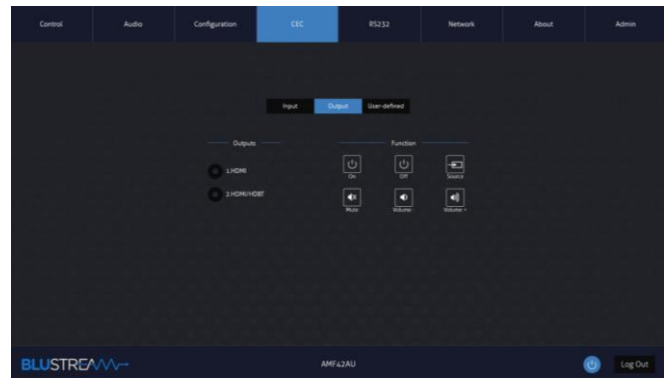 Control Audio Configuration CEC RS232 Network About Admin
Input Output User-defined
Outputs Function
1:HDMI
2:HDMI/HDBT
On Off Source
Mute Volume - Volume +
BLUSTREAM AMF42AU Log Out